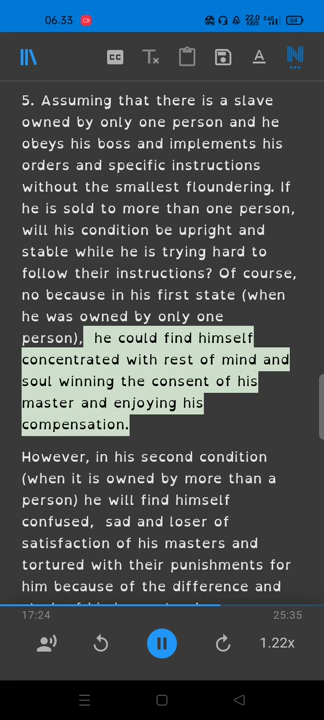 06.33
22.0
KB/S
64
CC
5. Assuming that there is a slave
owned by only one person and he
obeys his boss and implements his
orders and specific instructions
without the smallest floundering. If
he is sold to more than one person,
will his condition be upright and
stable while he is trying hard to
follow their instructions? Of course,
no because in his first state (when
he was owned by only one
person), he could find himself
concentrated with rest of mind and
soul winning the consent of his
master and enjoying his
compensation.
However, in his second condition
(when it is owned by more than a
person) he will find himself
confused, sad and loser of
satisfaction of his masters and
tortured with their punishments for
him because of the difference and
17:24
25:35
1.22x